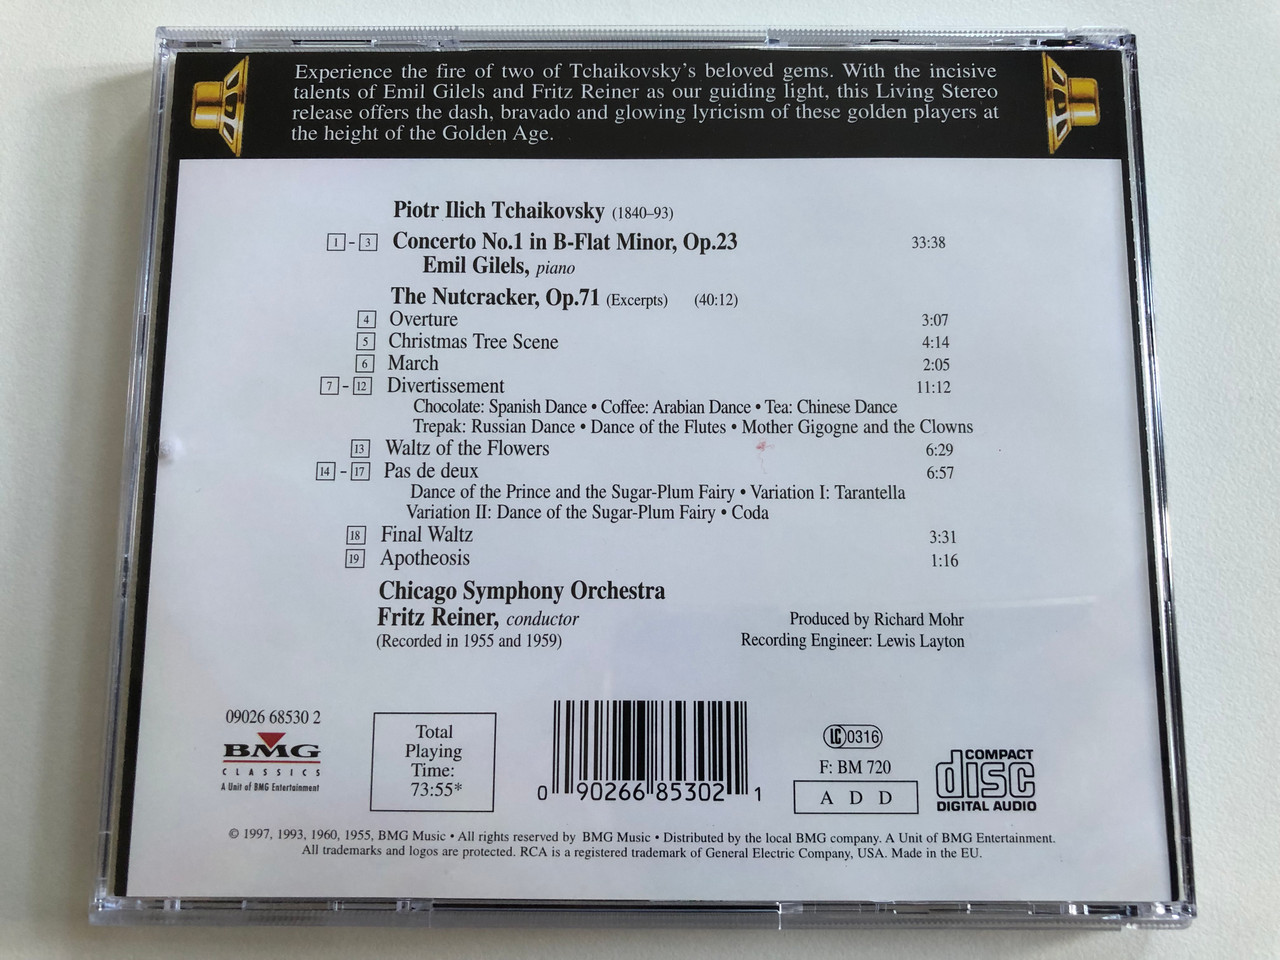 Experience the fire of two of Tchaikovsky's beloved gems. With the incisive
talents of Emil Gilels and Fritz Reiner as our guiding light, this Living Stereo
release offers the dash, bravado and glowing lyricism of these golden players at
the height of the Golden Age.
Piotr Ilich Tchaikovsky (1840–93)
1 - 3 Concerto No.1 in B-Flat Minor, Op.23 33:38
Emil Gilels, piano
The Nutcracker, Op.71 (Excerpts) (40:12)
4 Overture 3:07
5 Christmas Tree Scene 4:14
6 March 2:05
7 - 12 Divertissement 11:12
Chocolate: Spanish Dance • Coffee: Arabian Dance • Tea: Chinese Dance
Trepak: Russian Dance • Dance of the Flutes • Mother Gigogne and the Clowns
13 Waltz of the Flowers 6:29
14 - 17 Pas de deux 6:57
Dance of the Prince and the Sugar-Plum Fairy • Variation I: Tarantella
Variation II: Dance of the Sugar-Plum Fairy • Coda
18 Final Waltz 3:31
19 Apotheosis 1:16
Chicago Symphony Orchestra
Fritz Reiner, conductor Produced by Richard Mohr
(Recorded in 1955 and 1959) Recording Engineer: Lewis Layton
09026 68530 2
BMG
CLASSICS
A Unit of BMG Entertainment
Total
Playing
Time:
73:55*
0 90266 85302 1
LC 0316
F: BM 720
A D D
COMPACT
disc
DIGITAL AUDIO
© 1997, 1993, 1960, 1955, BMG Music • All rights reserved by BMG Music • Distributed by the local BMG company. A Unit of BMG Entertainment.
All trademarks and logos are protected. RCA is a registered trademark of General Electric Company, USA. Made in the EU.